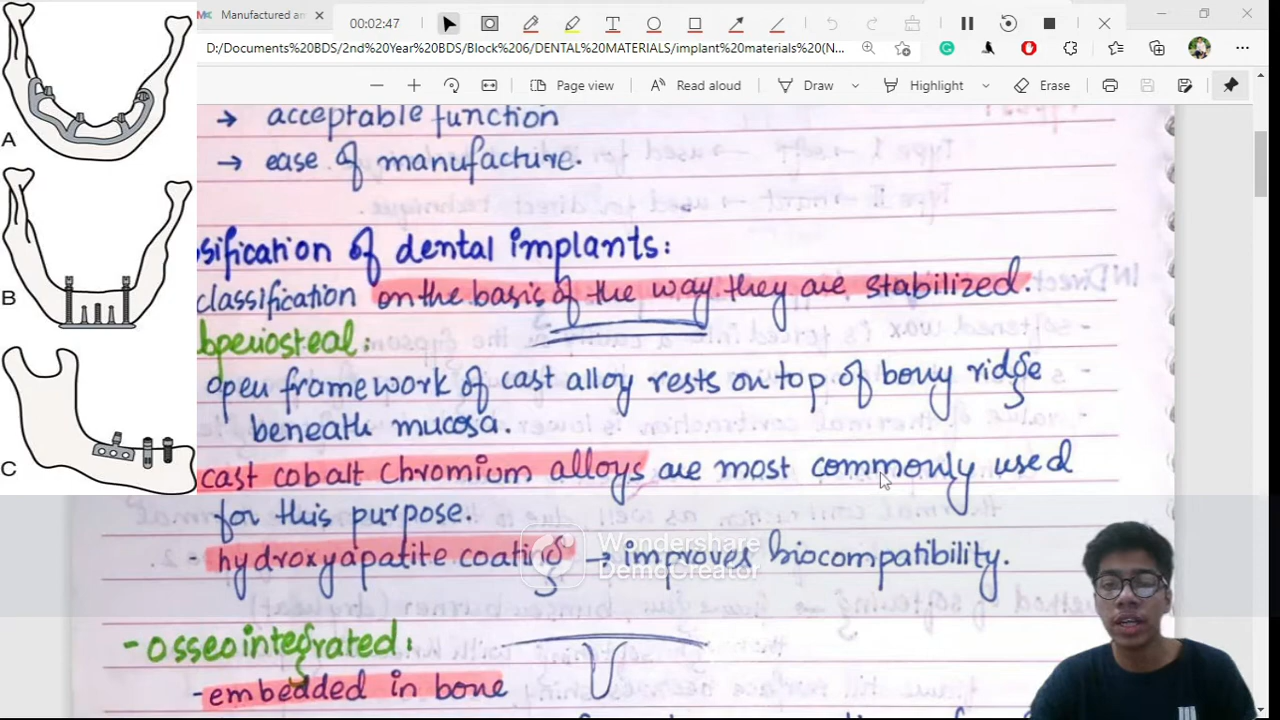 Manufactured an
00:02:47
D:/Documents%20BDS/2nd%20Year%20BDS/Block%206/DENTAL%20MATERIALS/implant%20materials%20(N...
Page view
Read aloud
Draw
Highlight
Erase
→ acceptable function
→ ease of manufacture.
sification of dental implants:
classification on the basis of the way they are stabilized.
bperiosteal:
open framework of cast alloy rests on top of bony ridge
beneath mucosa.
cast cobalt chromium alloys are most commonly used
for this purpose.
hydroxyapatite coating → improves biocompatibility.
- osseointegrated:
- embedded in bone
A
B
C
Wondershare
DemoCreator